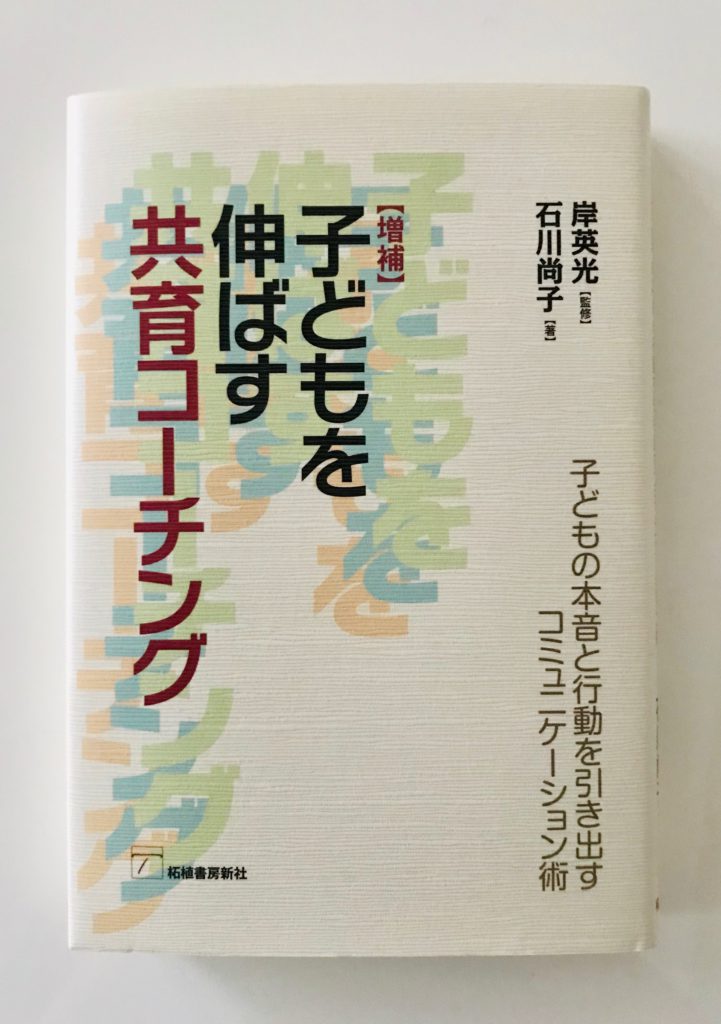 岸英光【監修】
石川尚子【著】
子どもの本音と行動を引き出す
コミュニケーション術
【増補】
子どもを
伸ばす
共育コーチング
柘植書房新社